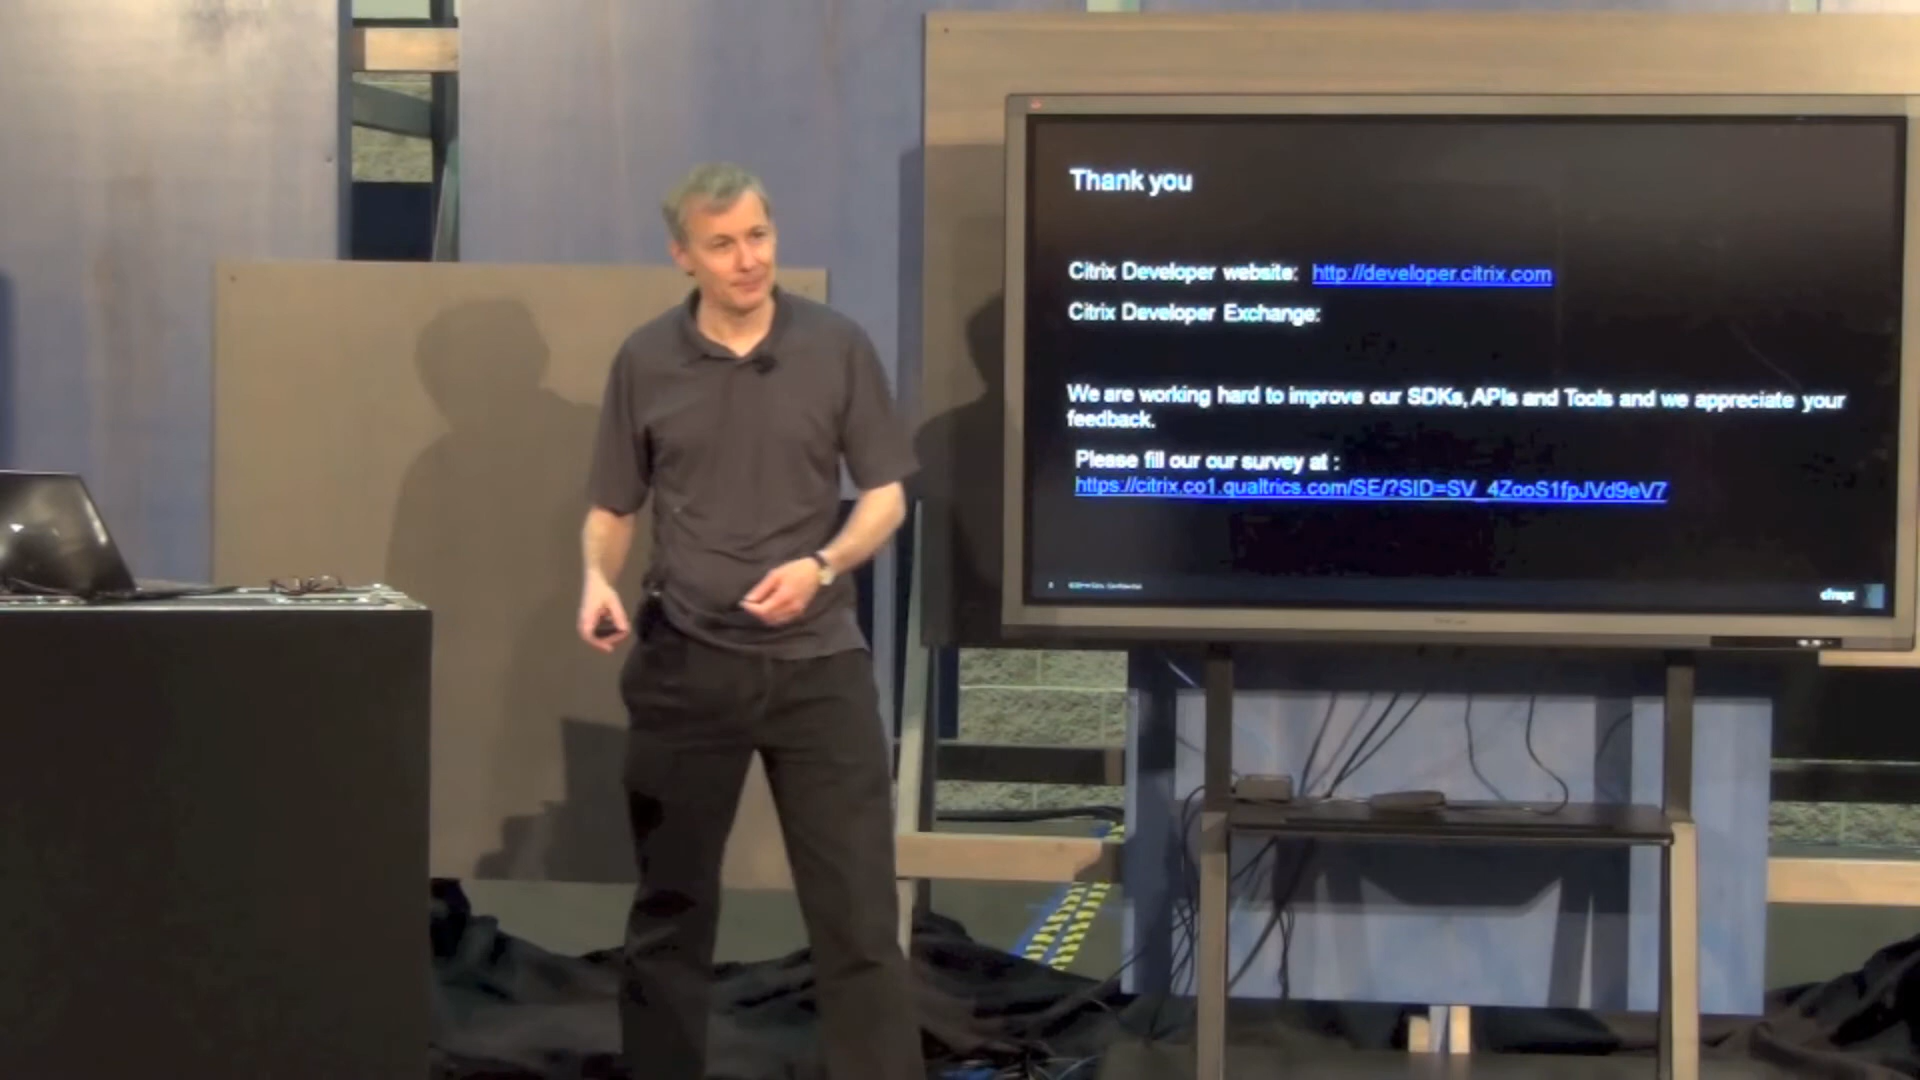 Thank you
Citrix Developer website: http://developer.citrix.com
Citrix Developer Exchange:
We are working hard to improve our SDKs, APIs and Tools and we appreciate your
feedback.
Please fill our our survey at :
https://citrix.co1.qualtrics.com/SE/?SID=SV_4ZooS1fpJVd9eV7
citrix